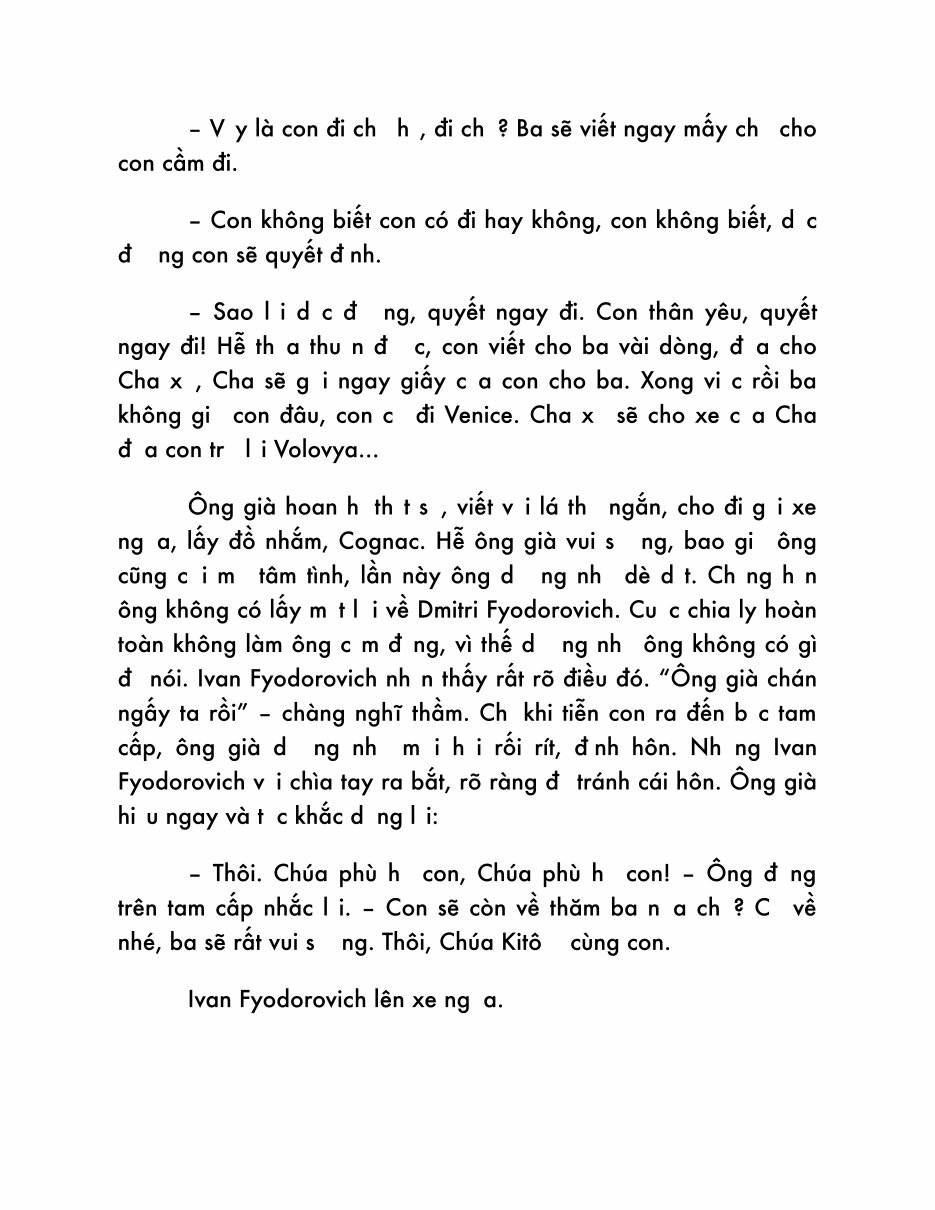 – V y là con đi ch h , đi ch ? Ba sẽ viết ngay mấy ch cho
con cầm đi.
– Con không biết con có đi hay không, con không biết, d c
đ ng con sẽ quyết đ nh.
– Sao l i d c đ ng, quyết ngay đi. Con thân yêu, quyết
ngay đi! Hễ th a thu n đ c, con viết cho ba vài dòng, đ a cho
Cha x , Cha sẽ g i ngay giấy c a con cho ba. Xong vi c rồi ba
không gi con đâu, con c đi Venice. Cha x sẽ cho xe c a Cha
đ a con tr l i Volovya...
Ông già hoan h th t s , viết v i lá th ngắn, cho đi g i xe
ng a, lấy đồ nhắm, Cognac. Hễ ông già vui s ng, bao gi ông
cũng c i m tâm tình, lần này ông d ng nh dè d t. Ch ng h n
ông không có lấy m t l i về Dmitri Fyodorovich. Cu c chia ly hoàn
toàn không làm ông c m đ ng, vì thế d ng nh ông không có gì
đ nói. Ivan Fyodorovich nh n thấy rất rõ điều đó. “Ông già chán
ngấy ta rồi” – chàng nghĩ thầm. Ch khi tiễn con ra đến b c tam
cấp, ông già d ng nh m i h i rối rít, đ nh hôn. Nh ng Ivan
Fyodorovich v i chìa tay ra bắt, rõ ràng đ tránh cái hôn. Ông già
hi u ngay và t c khắc d ng l i:
– Thôi. Chúa phù h con, Chúa phù h con! – Ông đ ng
trên tam cấp nhắc l i. – Con sẽ còn về thăm ba n a ch ? C về
nhé, ba sẽ rất vui s ng. Thôi, Chúa Kitô cùng con.
Ivan Fyodorovich lên xe ng a.